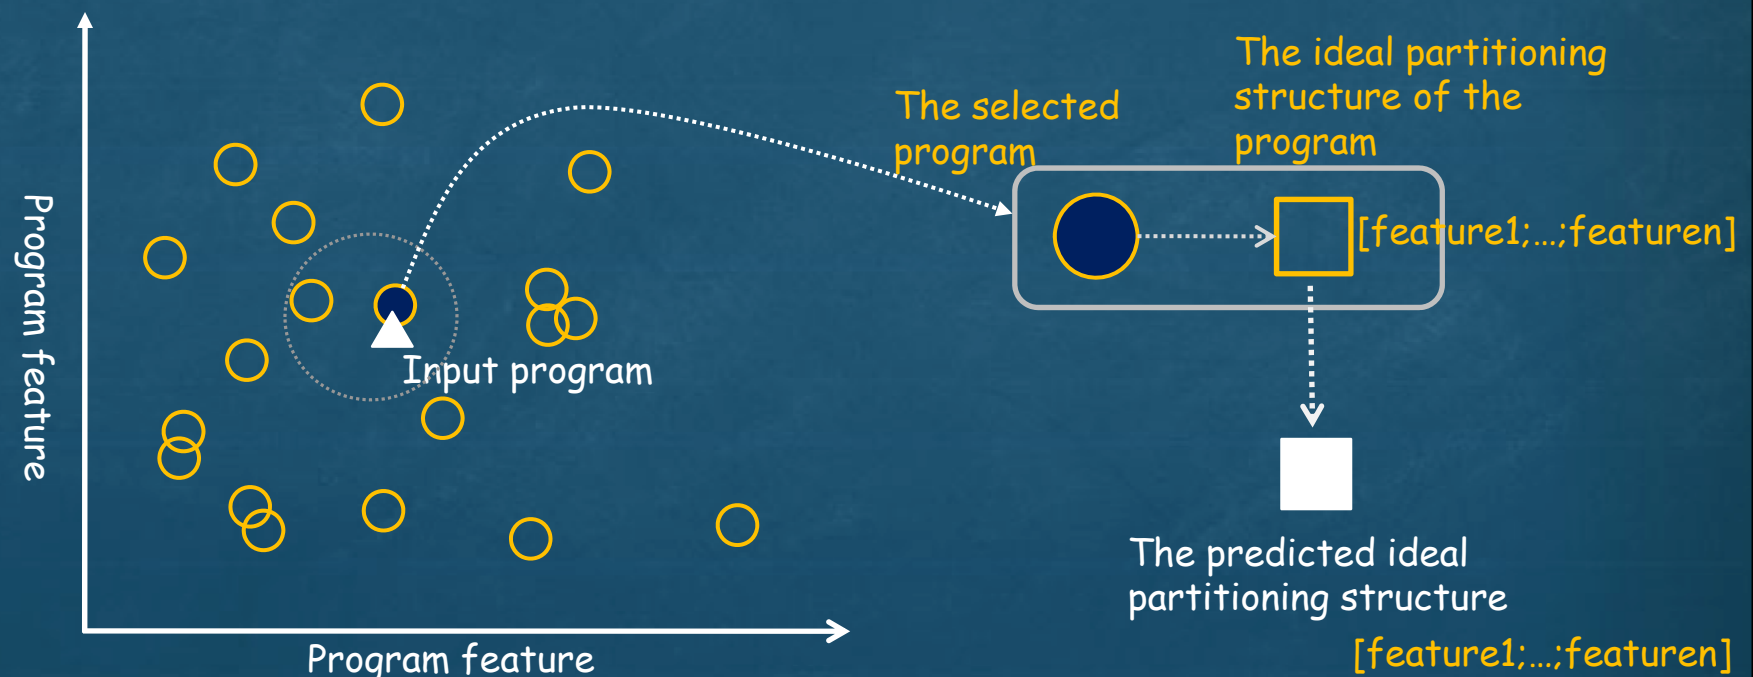 Program feature
Input program
Program feature
The selected
program
The ideal partitioning
structure of the
program
[feature1;...;featuren]
The predicted ideal
partitioning structure
[feature1;...;featuren]